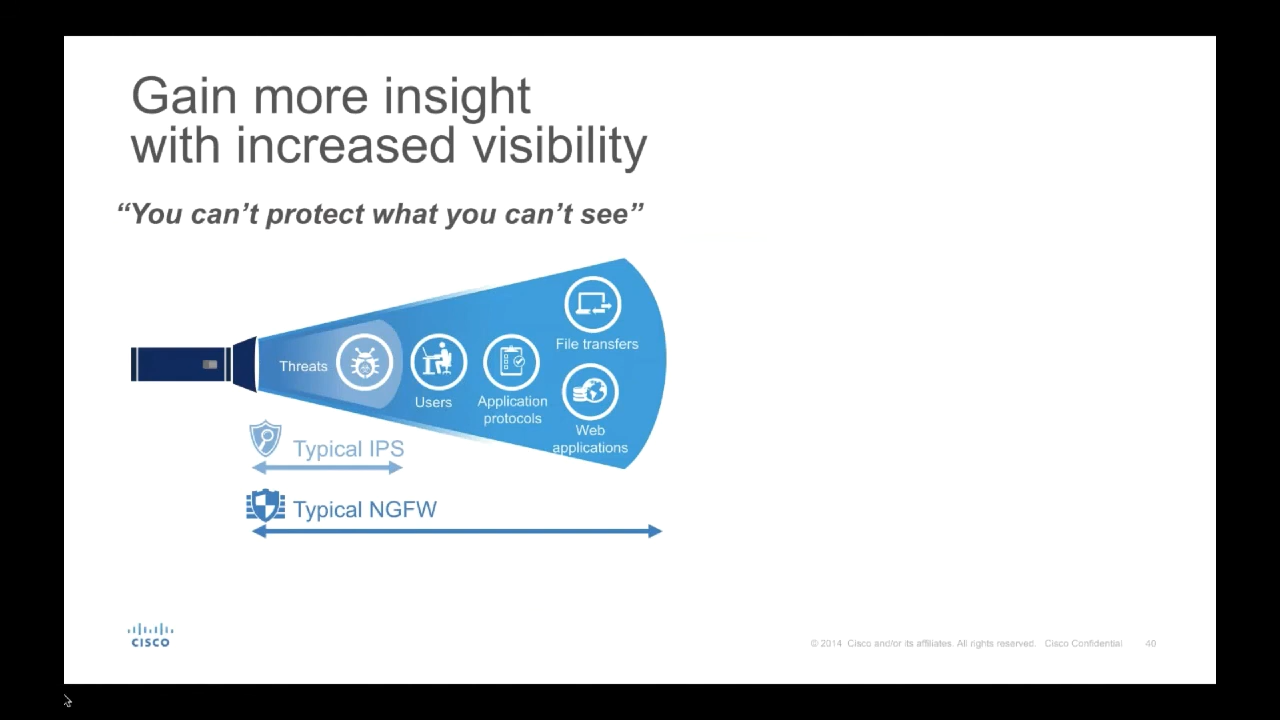 Gain more insight
with increased visibility
“You can’t protect what you can’t see”
File transfers
Threats
Users
Application
protocols
Web
applications
Typical IPS
Typical NGFW
CISCO
© 2014 Cisco and/or its affiliates. All rights reserved. Cisco Confidential 40